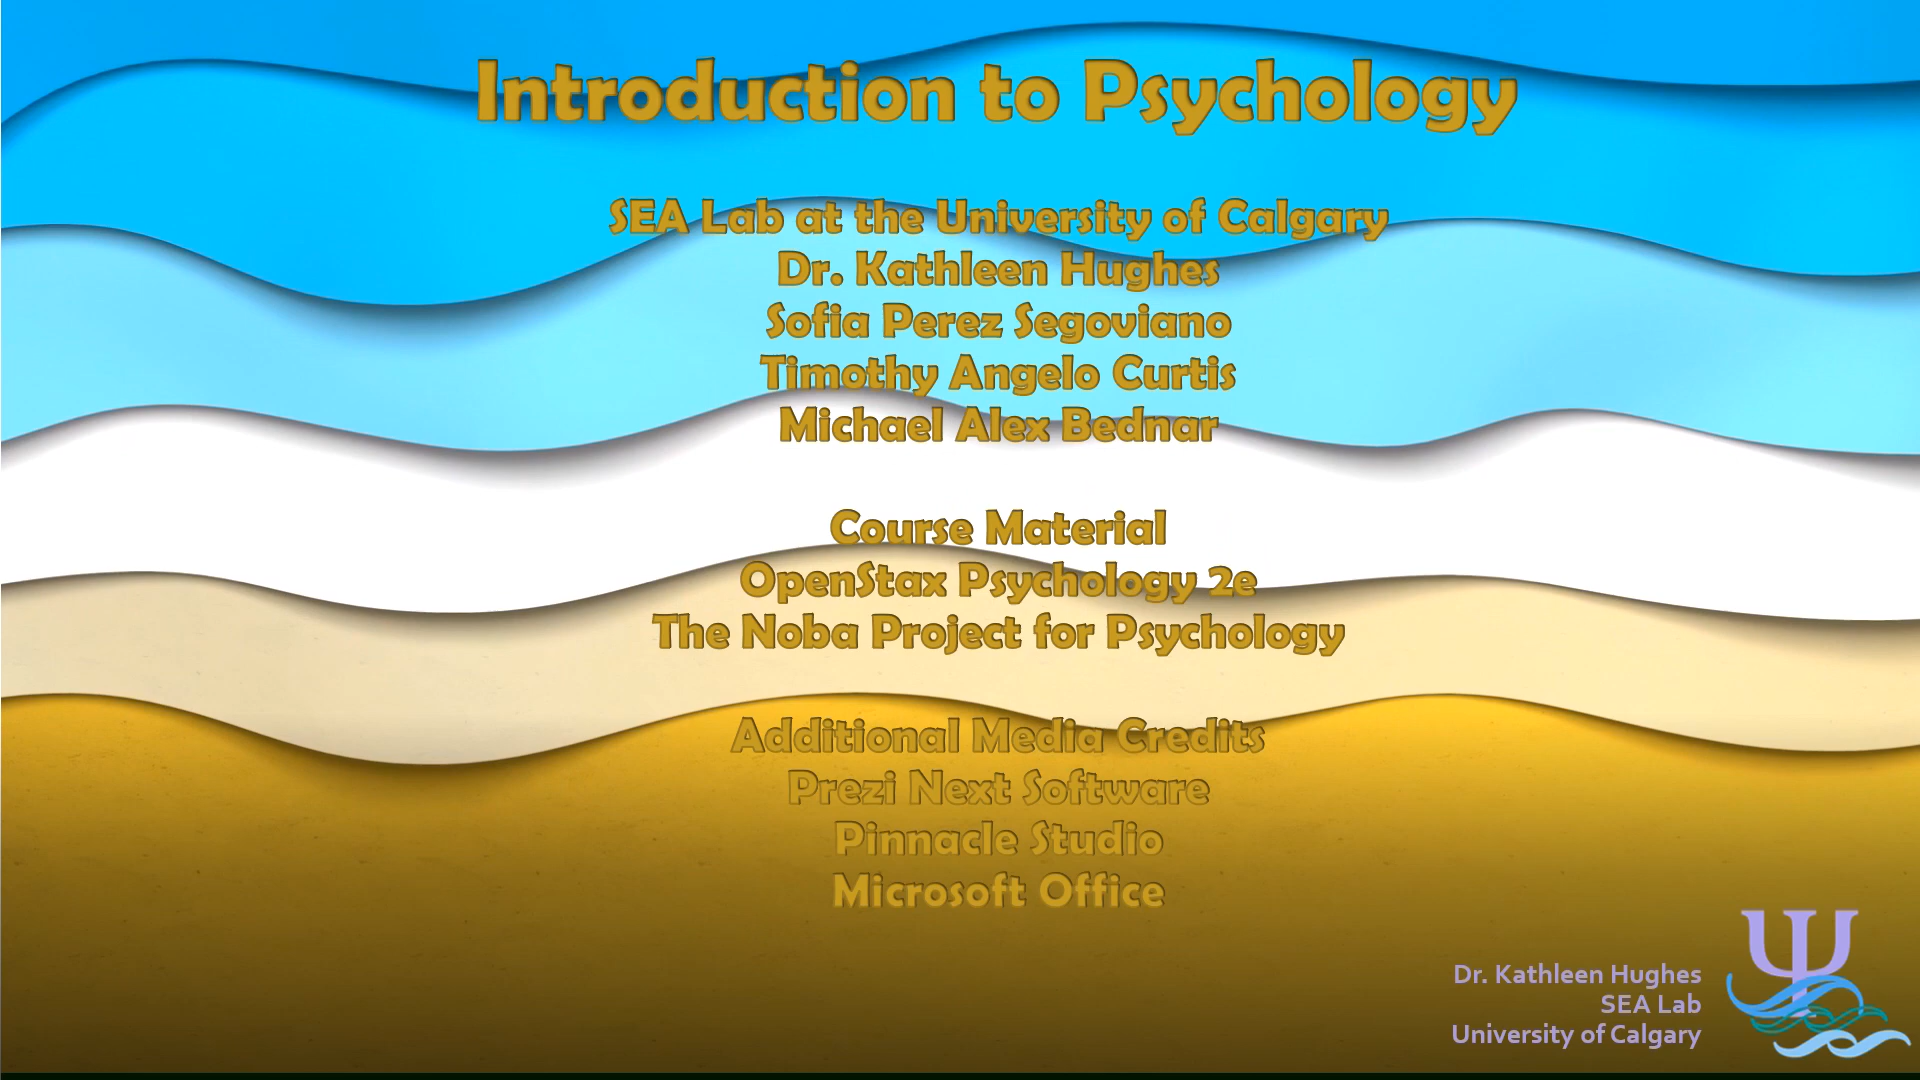 Introduction to Psychology
SEA Lab at the University of Calgary
Dr. Kathleen Hughes
Sofia Perez Segoviano
Timothy Angelo Curtis
Michael Alex Bednar
Course Material
OpenStax Psychology 2e
The Noba Project for Psychology
Additional Media Credits
Prezi Next Software
Pinnacle Studio
Microsoft Office
Dr. Kathleen Hughes
SEA Lab
University of Calgary